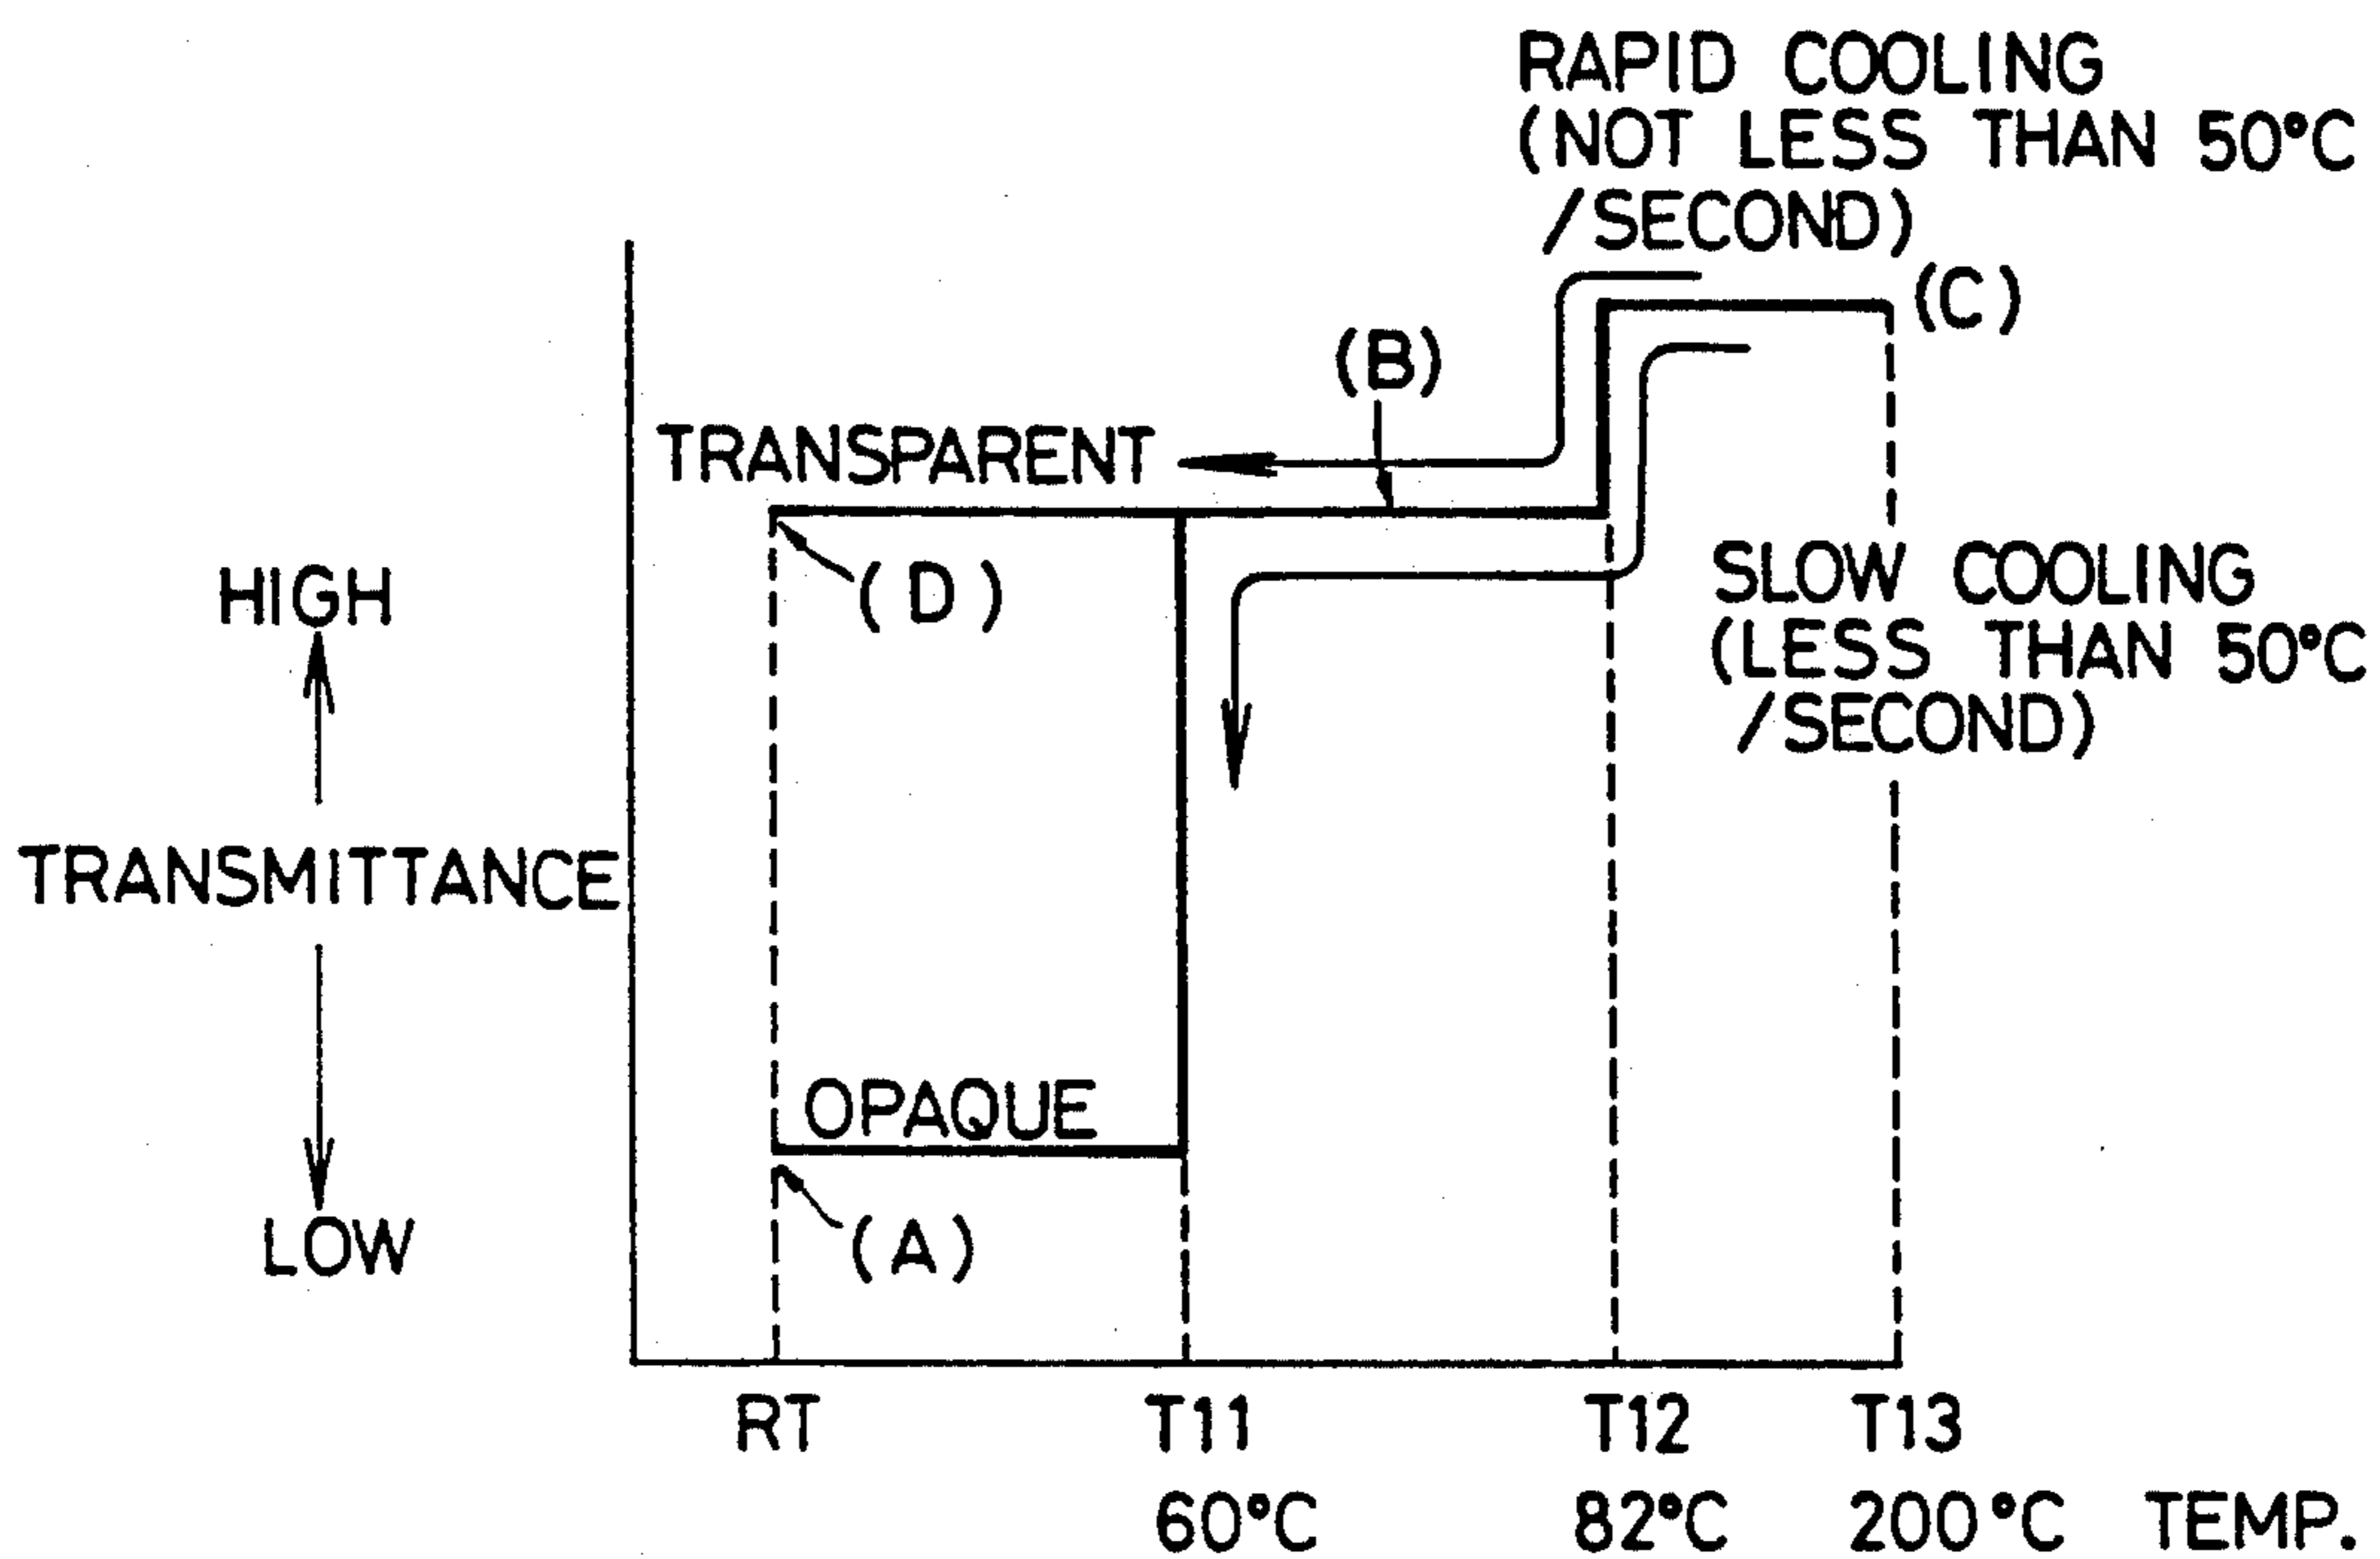 RAPID COOLING
(NOT LESS THAN 50°C
/SECOND)
(C)
(B)
TRANSPARENT
(D)
HIGH
SLOW COOLING
(LESS THAN 50°C
/SECOND)
TRANSMITTANCE
OPAQUE
(A)
LOW
RT T11 T12 T13
60°C 82°C 200°C TEMP.